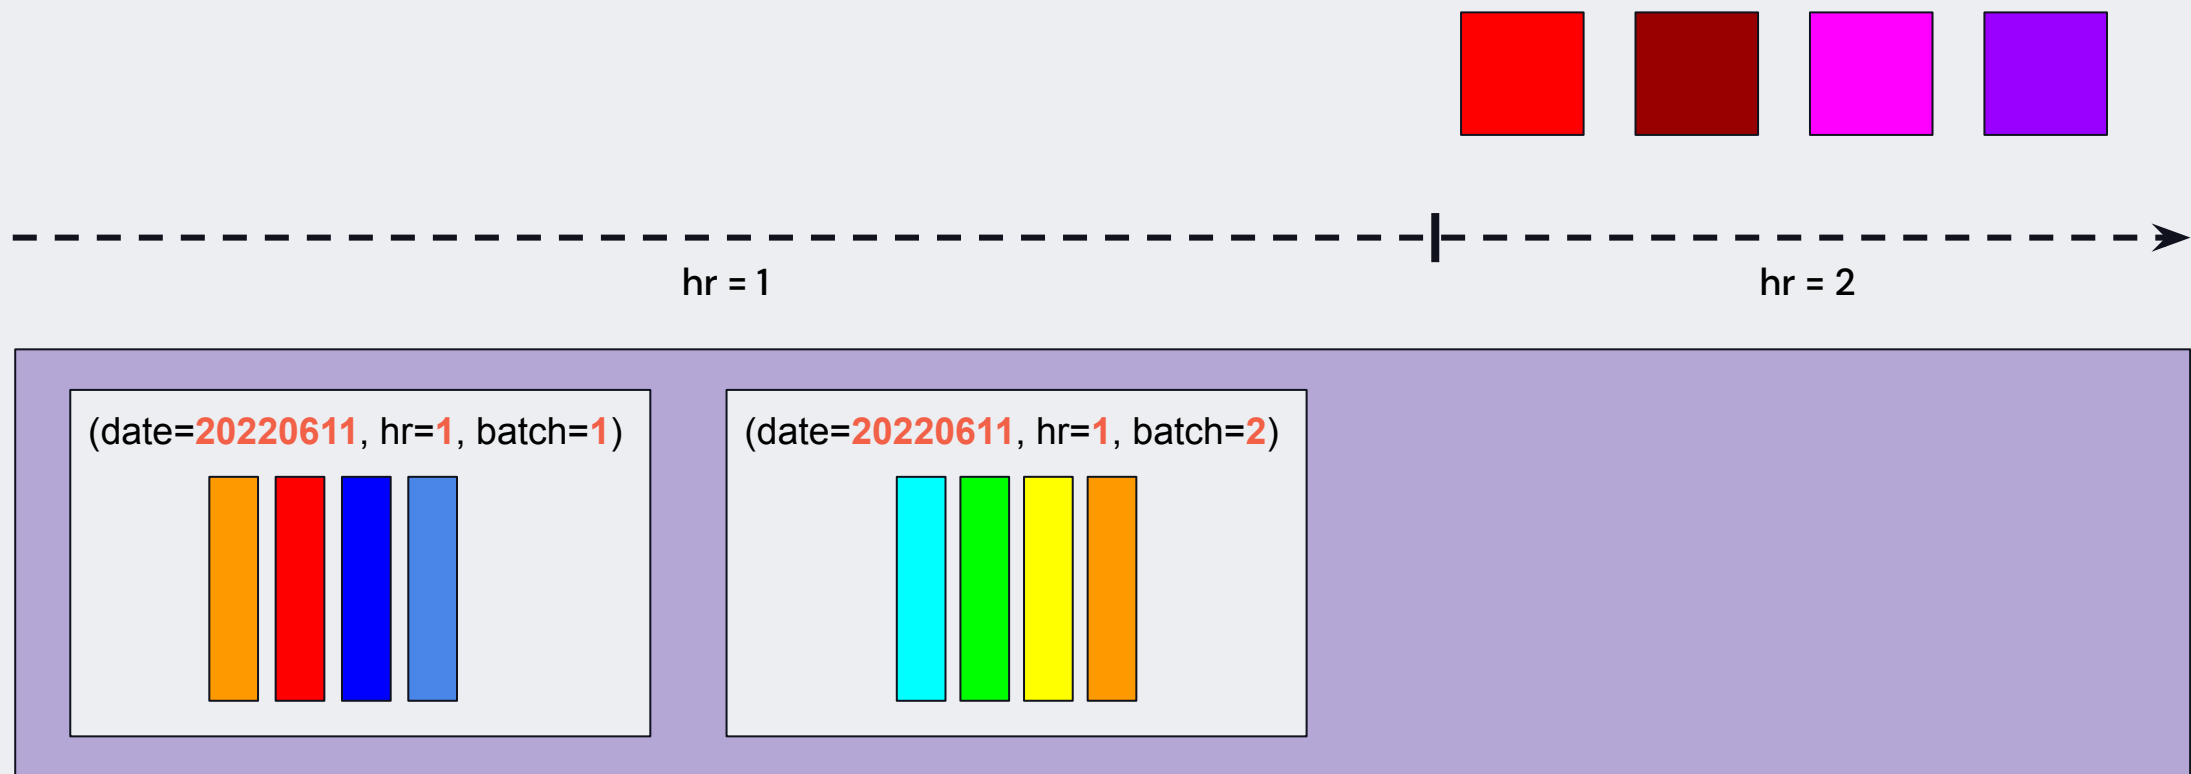 hr = 1
hr = 2
(date=20220611, hr=1, batch=1)
(date=20220611, hr=1, batch=2)